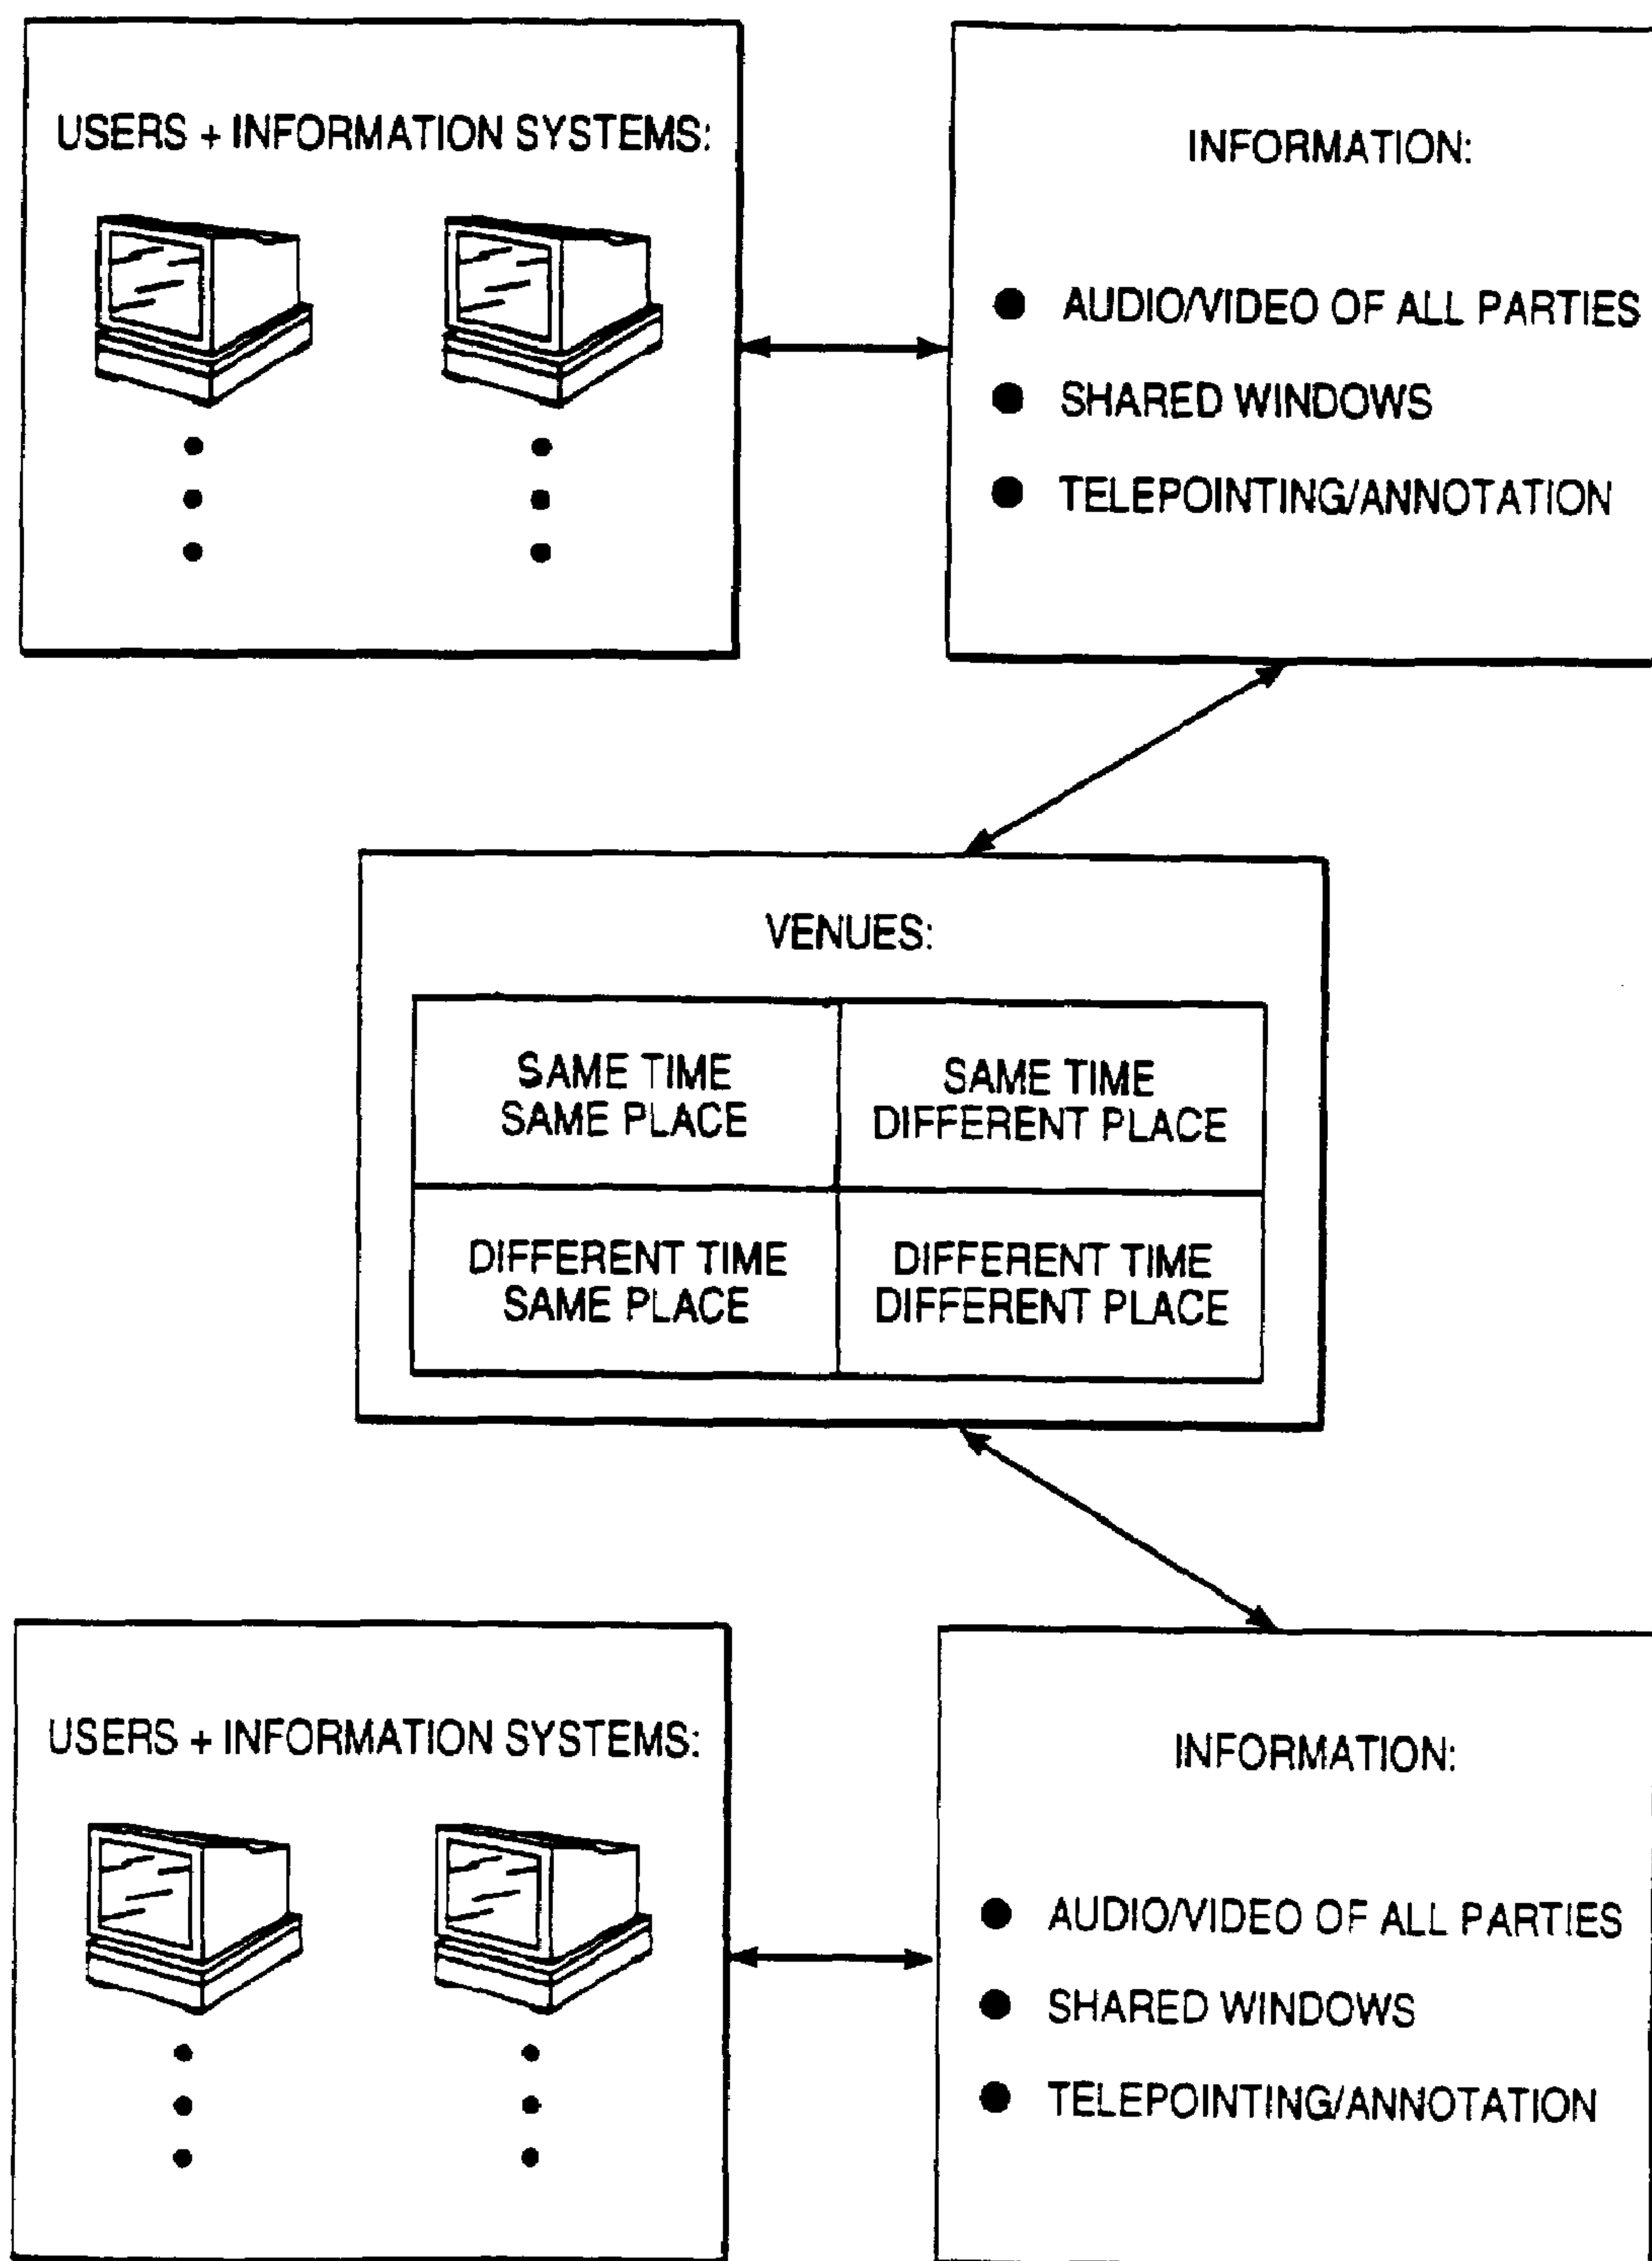 USERS + INFORMATION SYSTEMS:
INFORMATION:
● AUDIO/VIDEO OF ALL PARTIES
● SHARED WINDOWS
● TELEPOINTING/ANNOTATION
VENUES:
SAME TIME
SAME PLACE
SAME TIME
DIFFERENT PLACE
DIFFERENT TIME
SAME PLACE
DIFFERENT TIME
DIFFERENT PLACE
USERS + INFORMATION SYSTEMS:
INFORMATION:
● AUDIO/VIDEO OF ALL PARTIES
● SHARED WINDOWS
● TELEPOINTING/ANNOTATION